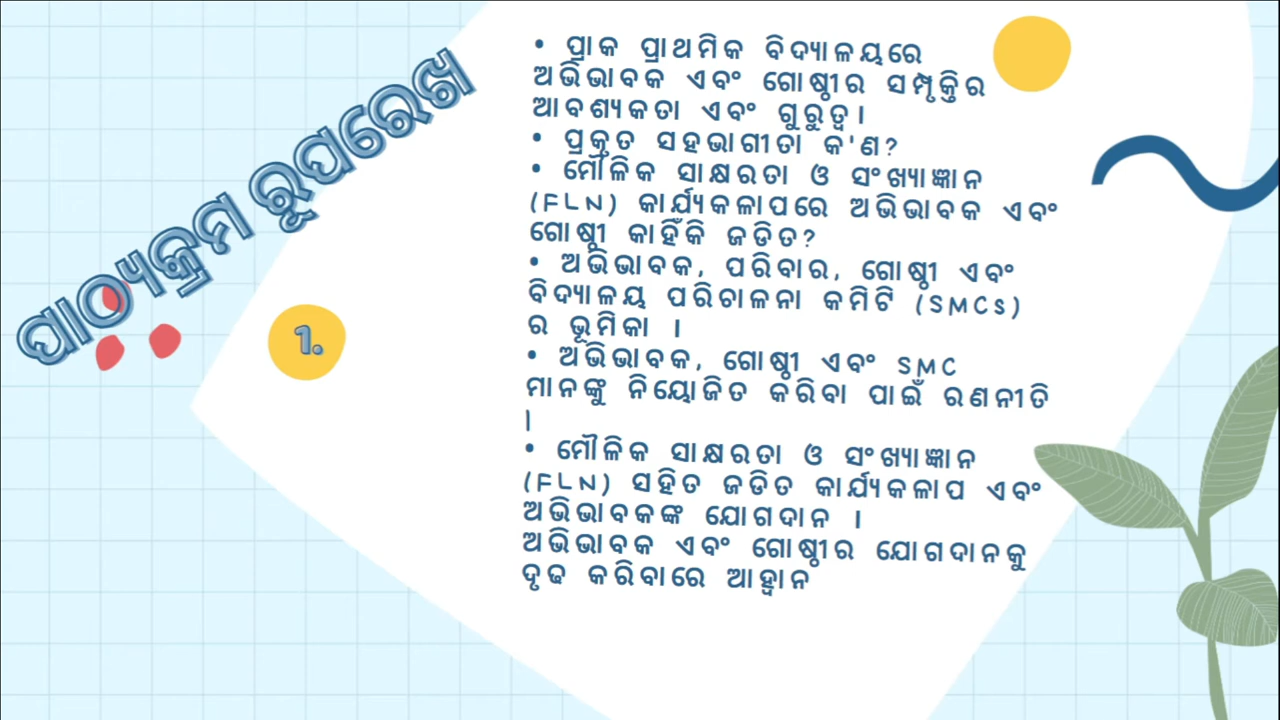 ପାଠ୍ୟକ୍ରମ ରୂପରେଖ
୧.
• ପ୍ରାକ ପ୍ରାଥମିକ ବିଦ୍ୟାଳୟରେ
ଅଭିଭାବକ ଏବଂ ଗୋଷ୍ଠୀର ସମ୍ପୃକ୍ତିର
ଆବଶ୍ୟକତା ଏବଂ ଗୁରୁତ୍ୱ।
• ପ୍ରକୃତ ସହଭାଗୀତା କ'ଣ?
• ମୌଳିକ ସାକ୍ଷରତା ଓ ସଂଖ୍ୟାଜ୍ଞାନ
(FLN) କାର୍ଯ୍ୟକଳାପରେ ଅଭିଭାବକ ଏବଂ
ଗୋଷ୍ଠୀ କାହିଁକି ଜଡିତ?
• ଅଭିଭାବକ, ପରିବାର, ଗୋଷ୍ଠୀ ଏବଂ
ବିଦ୍ୟାଳୟ ପରିଚାଳନା କମିଟି (SMCs)
ର ଭୂମିକା ।
• ଅଭିଭାବକ, ଗୋଷ୍ଠୀ ଏବଂ SMC
ମାନଙ୍କୁ ନିୟୋଜିତ କରିବା ପାଇଁ ରଣନୀତି
|
• ମୌଳିକ ସାକ୍ଷରତା ଓ ସଂଖ୍ୟାଜ୍ଞାନ
(FLN) ସହିତ ଜଡିତ କାର୍ଯ୍ୟକଳାପ ଏବଂ
ଅଭିଭାବକଙ୍କ ଯୋଗଦାନ ।
ଅଭିଭାବକ ଏବଂ ଗୋଷ୍ଠୀର ଯୋଗଦାନକୁ
ଦୃଢ କରିବାରେ ଆହ୍ୱାନ